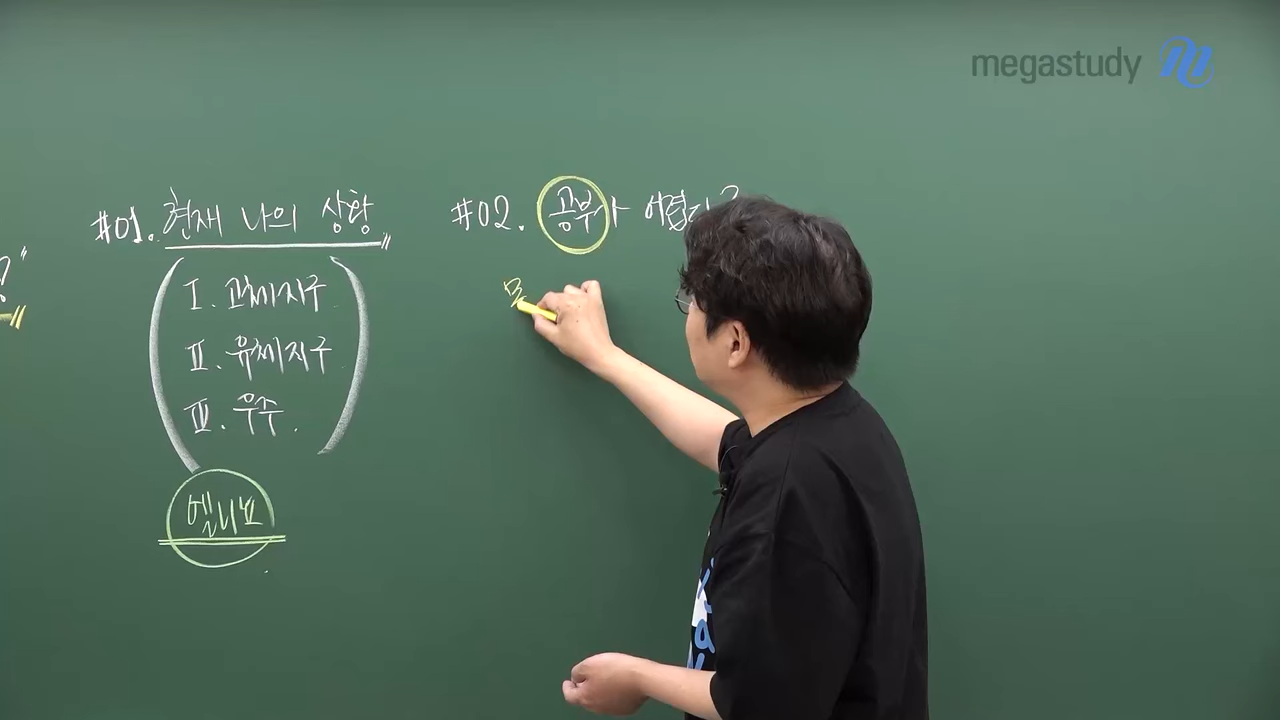 megastudy
#01. 현재 나의 상황
I. 고체지구
II. 유체지구
III. 우주.
엘니뇨
#02. 공부가 어렵다?